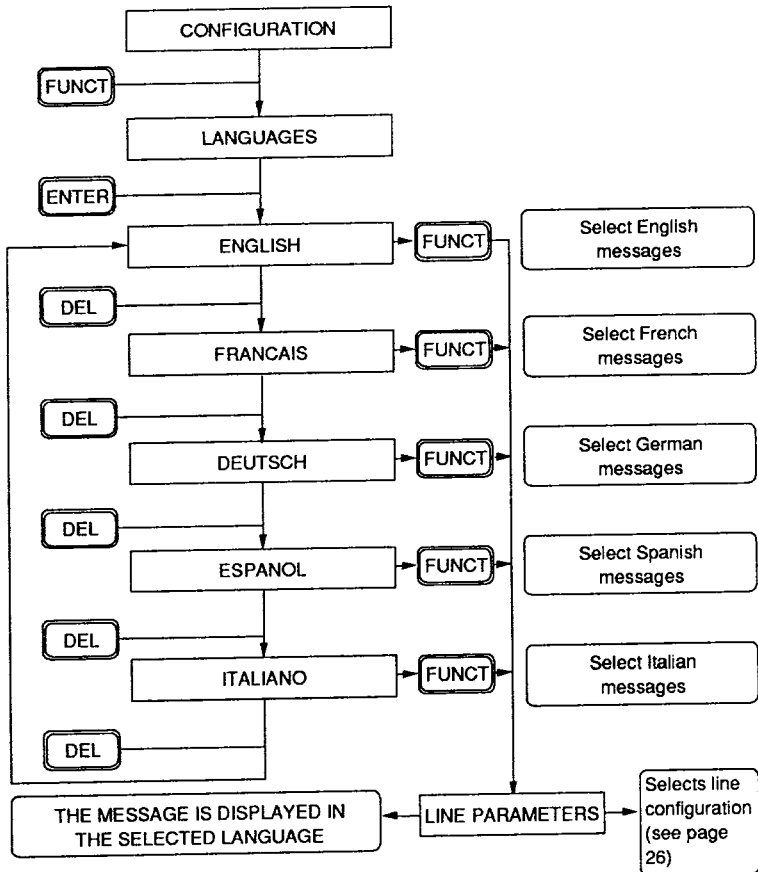 CONFIGURATION
FUNCT
LANGUAGES
ENTER
ENGLISH
FUNCT
Select English
messages
DEL
FRANCAIS
FUNCT
Select French
messages
DEL
DEUTSCH
FUNCT
Select German
messages
DEL
ESPANOL
FUNCT
Select Spanish
messages
DEL
ITALIANO
FUNCT
Select Italian
messages
DEL
THE MESSAGE IS DISPLAYED IN
THE SELECTED LANGUAGE
LINE PARAMETERS
Selects line
configuration
(see page
26)